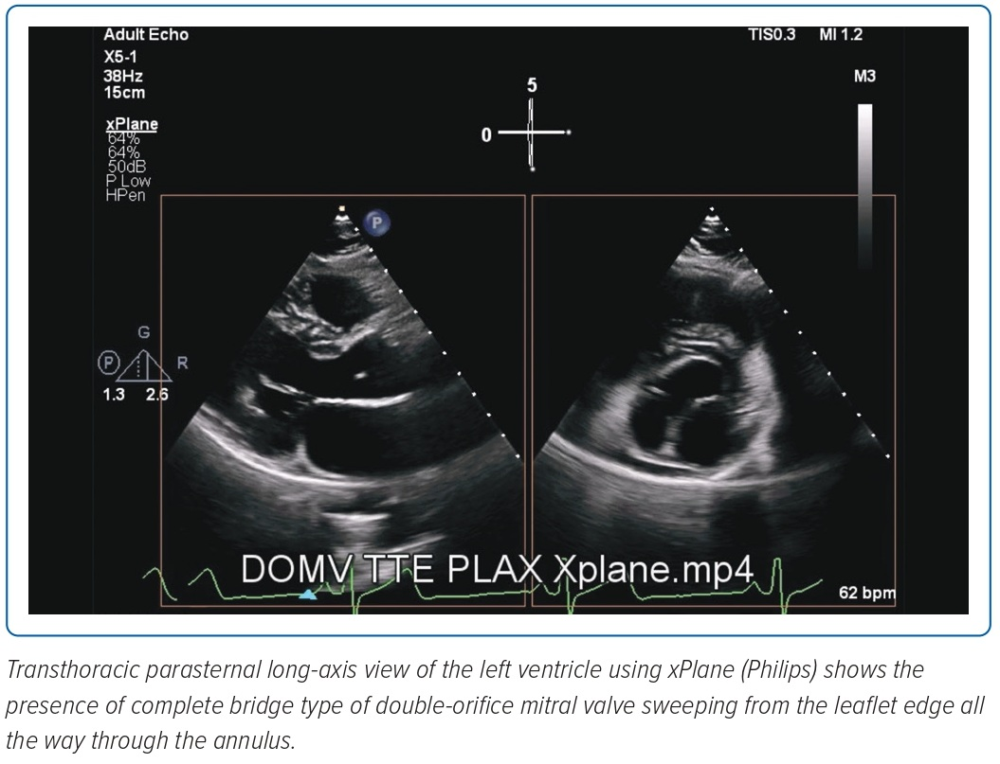 Adult Echo
TIS0.3 MI 1.2
X5-1
38Hz
15cm
M3
5
0
xPlane
64%
64%
50dB
P Low
HPen
P
G
P R
1.3 2.6
DOMV TTE PLAX Xplane.mp4
62 bpm
Transthoracic parasternal long-axis view of the left ventricle using xPlane (Philips) shows the
presence of complete bridge type of double-orifice mitral valve sweeping from the leaflet edge all
the way through the annulus.